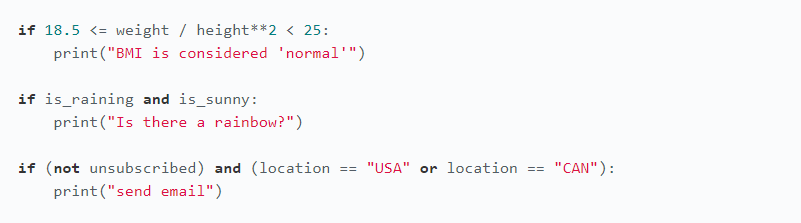 if 18.5 <= weight / height**2 < 25:
    print("BMI is considered 'normal'")

if is_raining and is_sunny:
    print("Is there a rainbow?")

if (not unsubscribed) and (location == "USA" or location == "CAN"):
    print("send email")